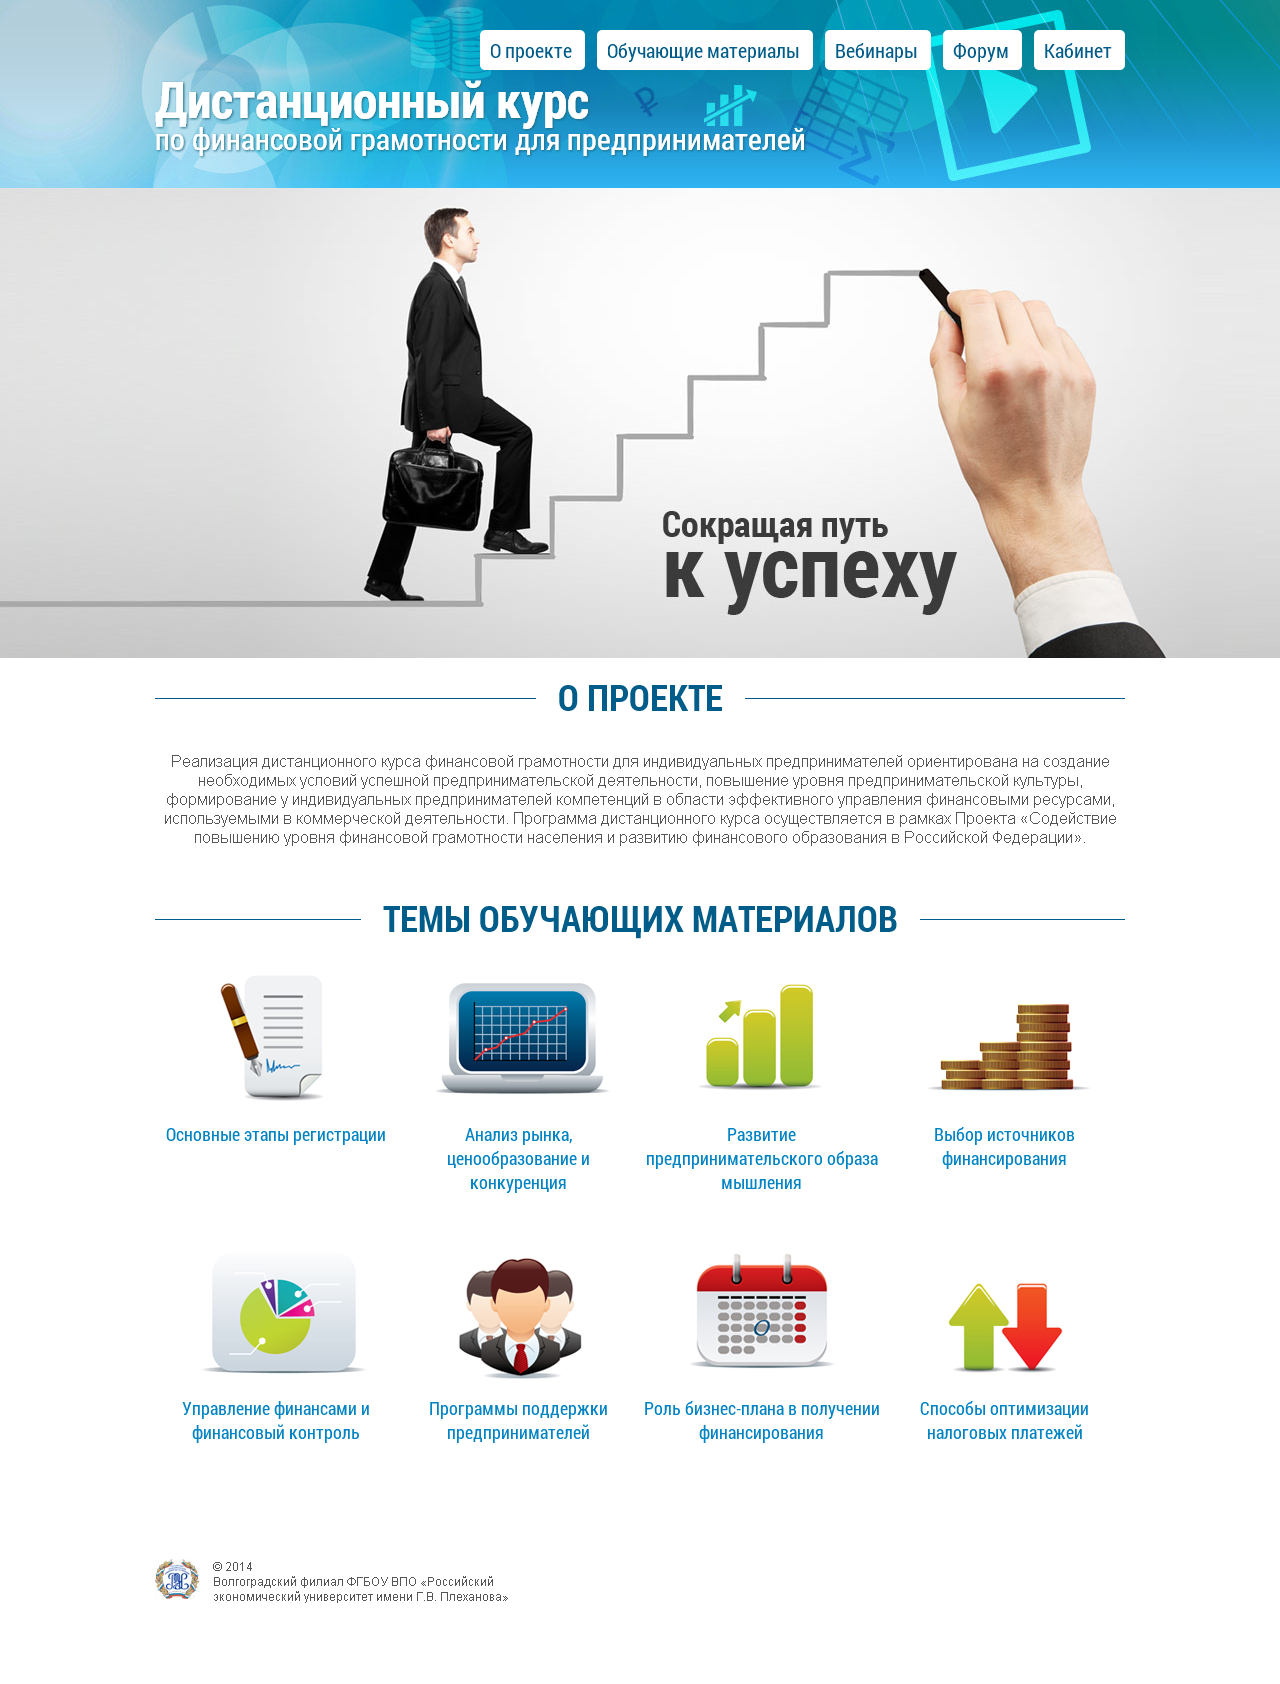 О проекте
Обучающие материалы
Вебинары
Форум
Кабинет
Дистанционный курс
по финансовой грамотности для предпринимателей
Сокращая путь
к успеху
О ПРОЕКТЕ
Реализация дистанционного курса финансовой грамотности для индивидуальных предпринимателей ориентирована на создание
необходимых условий успешной предпринимательской деятельности, повышение уровня предпринимательской культуры,
формирование у индивидуальных предпринимателей компетенций в области эффективного управления финансовыми ресурсами,
используемыми в коммерческой деятельности. Программа дистанционного курса осуществляется в рамках Проекта «Содействие
повышению уровня финансовой грамотности населения и развитию финансового образования в Российской Федерации».
ТЕМЫ ОБУЧАЮЩИХ МАТЕРИАЛОВ
Основные этапы регистрации
Анализ рынка,
ценообразование и
конкуренция
Развитие
предпринимательского образа
мышления
Выбор источников
финансирования
Управление финансами и
финансовый контроль
Программы поддержки
предпринимателей
Роль бизнес-плана в получении
финансирования
Способы оптимизации
налоговых платежей
© 2014
Волгоградский филиал ФГБОУ ВПО «Российский
экономический университет имени Г.В. Плеханова»